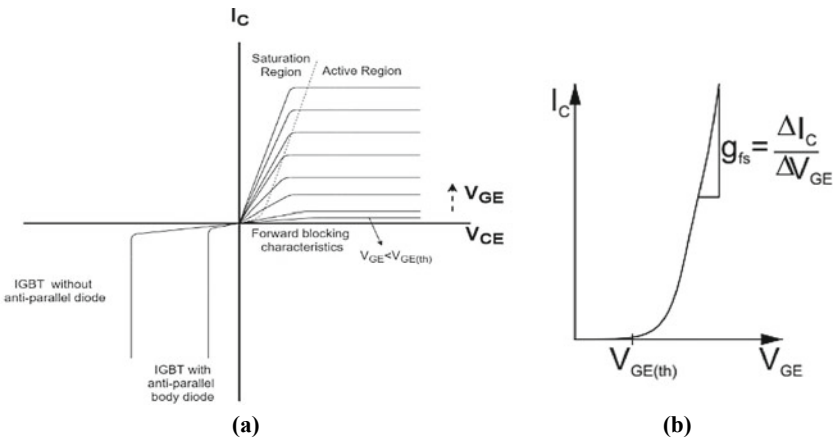 I_C
Saturation
Region
Active Region
V_GE
V_CE
Forward blocking
characteristics
V_GE<V_GE(th)
IGBT without
anti-parallel diode
IGBT with
anti-parallel
body diode
(a)
I_C
g_fs = ΔI_C / ΔV_GE
V_GE(th)
V_GE
(b)